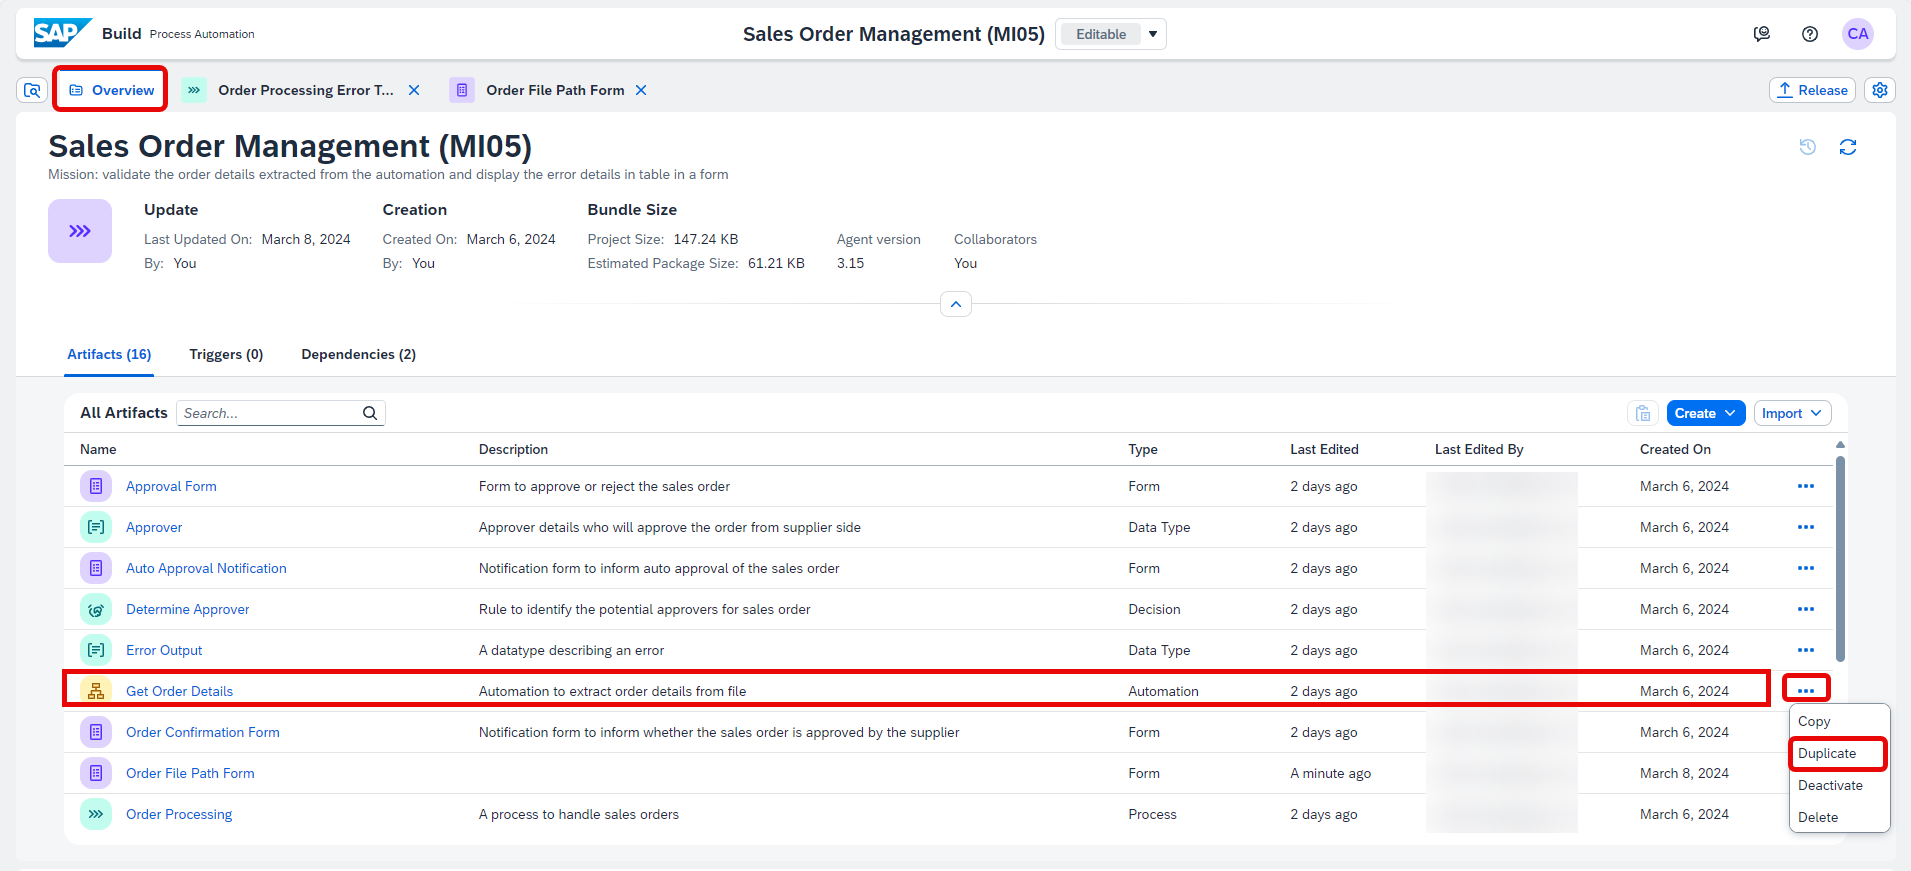 SAP Build Process Automation
Sales Order Management (MI05) Editable
CA
Overview
Order Processing Error T...
Order File Path Form
Release
Sales Order Management (MI05)
Mission: validate the order details extracted from the automation and display the error details in table in a form
Update Creation Bundle Size
Last Updated On: March 8, 2024 Created On: March 6, 2024 Project Size: 147.24 KB Agent version Collaborators
By: You By: You Estimated Package Size: 61.21 KB 3.15 You
Artifacts (16) Triggers (0) Dependencies (2)
All Artifacts Search... Create Import
Name Description Type Last Edited Last Edited By Created On
Approval Form Form to approve or reject the sales order Form 2 days ago March 6, 2024
Approver Approver details who will approve the order from supplier side Data Type 2 days ago March 6, 2024
Auto Approval Notification Notification form to inform auto approval of the sales order Form 2 days ago March 6, 2024
Determine Approver Rule to identify the potential approvers for sales order Decision 2 days ago March 6, 2024
Error Output A datatype describing an error Data Type 2 days ago March 6, 2024
Get Order Details Automation to extract order details from file Automation 2 days ago March 6, 2024
Order Confirmation Form Notification form to inform whether the sales order is approved by the supplier Form 2 days ago March 6, 2024
Order File Path Form Form A minute ago March 8, 2024
Order Processing A process to handle sales orders Process 2 days ago March 6, 2024
Copy
Duplicate
Deactivate
Delete